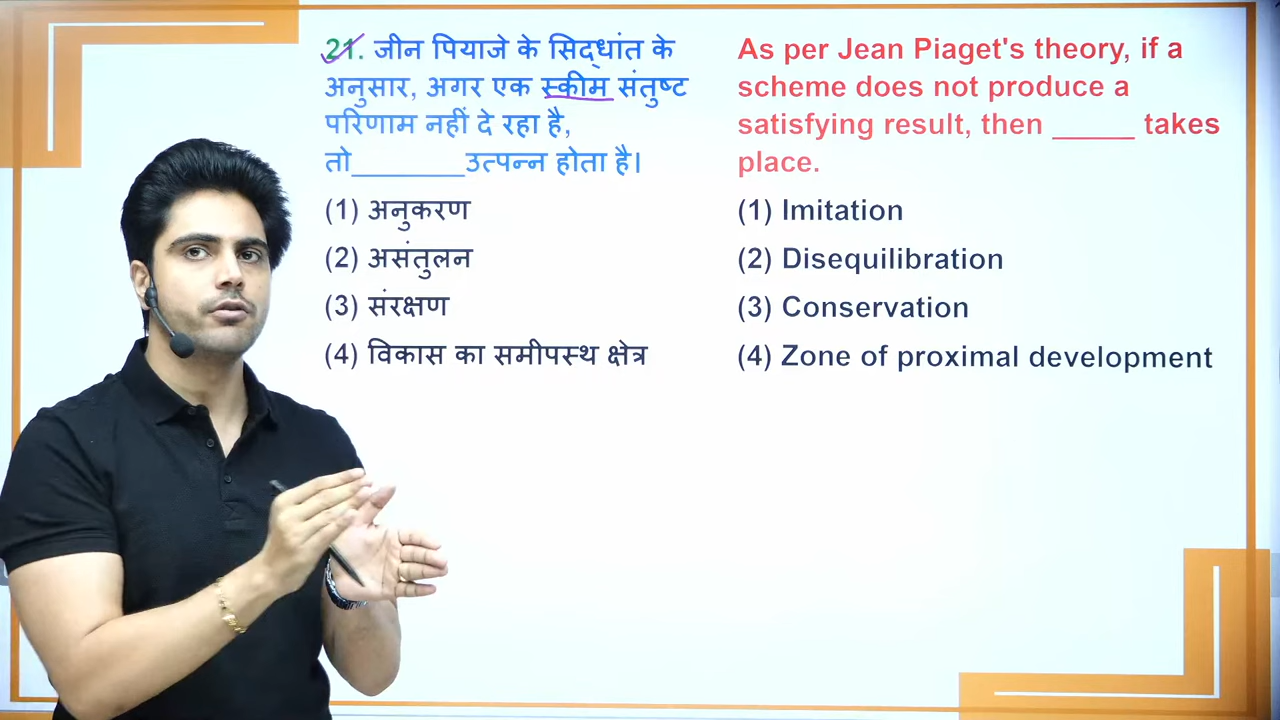 21. जीन पियाजे के सिद्धांत के
अनुसार, अगर एक स्कीम संतुष्ट
परिणाम नहीं दे रहा है,
तो________उत्पन्न होता है।
(1) अनुकरण
(2) असंतुलन
(3) संरक्षण
(4) विकास का समीपस्थ क्षेत्र
As per Jean Piaget's theory, if a
scheme does not produce a
satisfying result, then _____ takes
place.
(1) Imitation
(2) Disequilibration
(3) Conservation
(4) Zone of proximal development